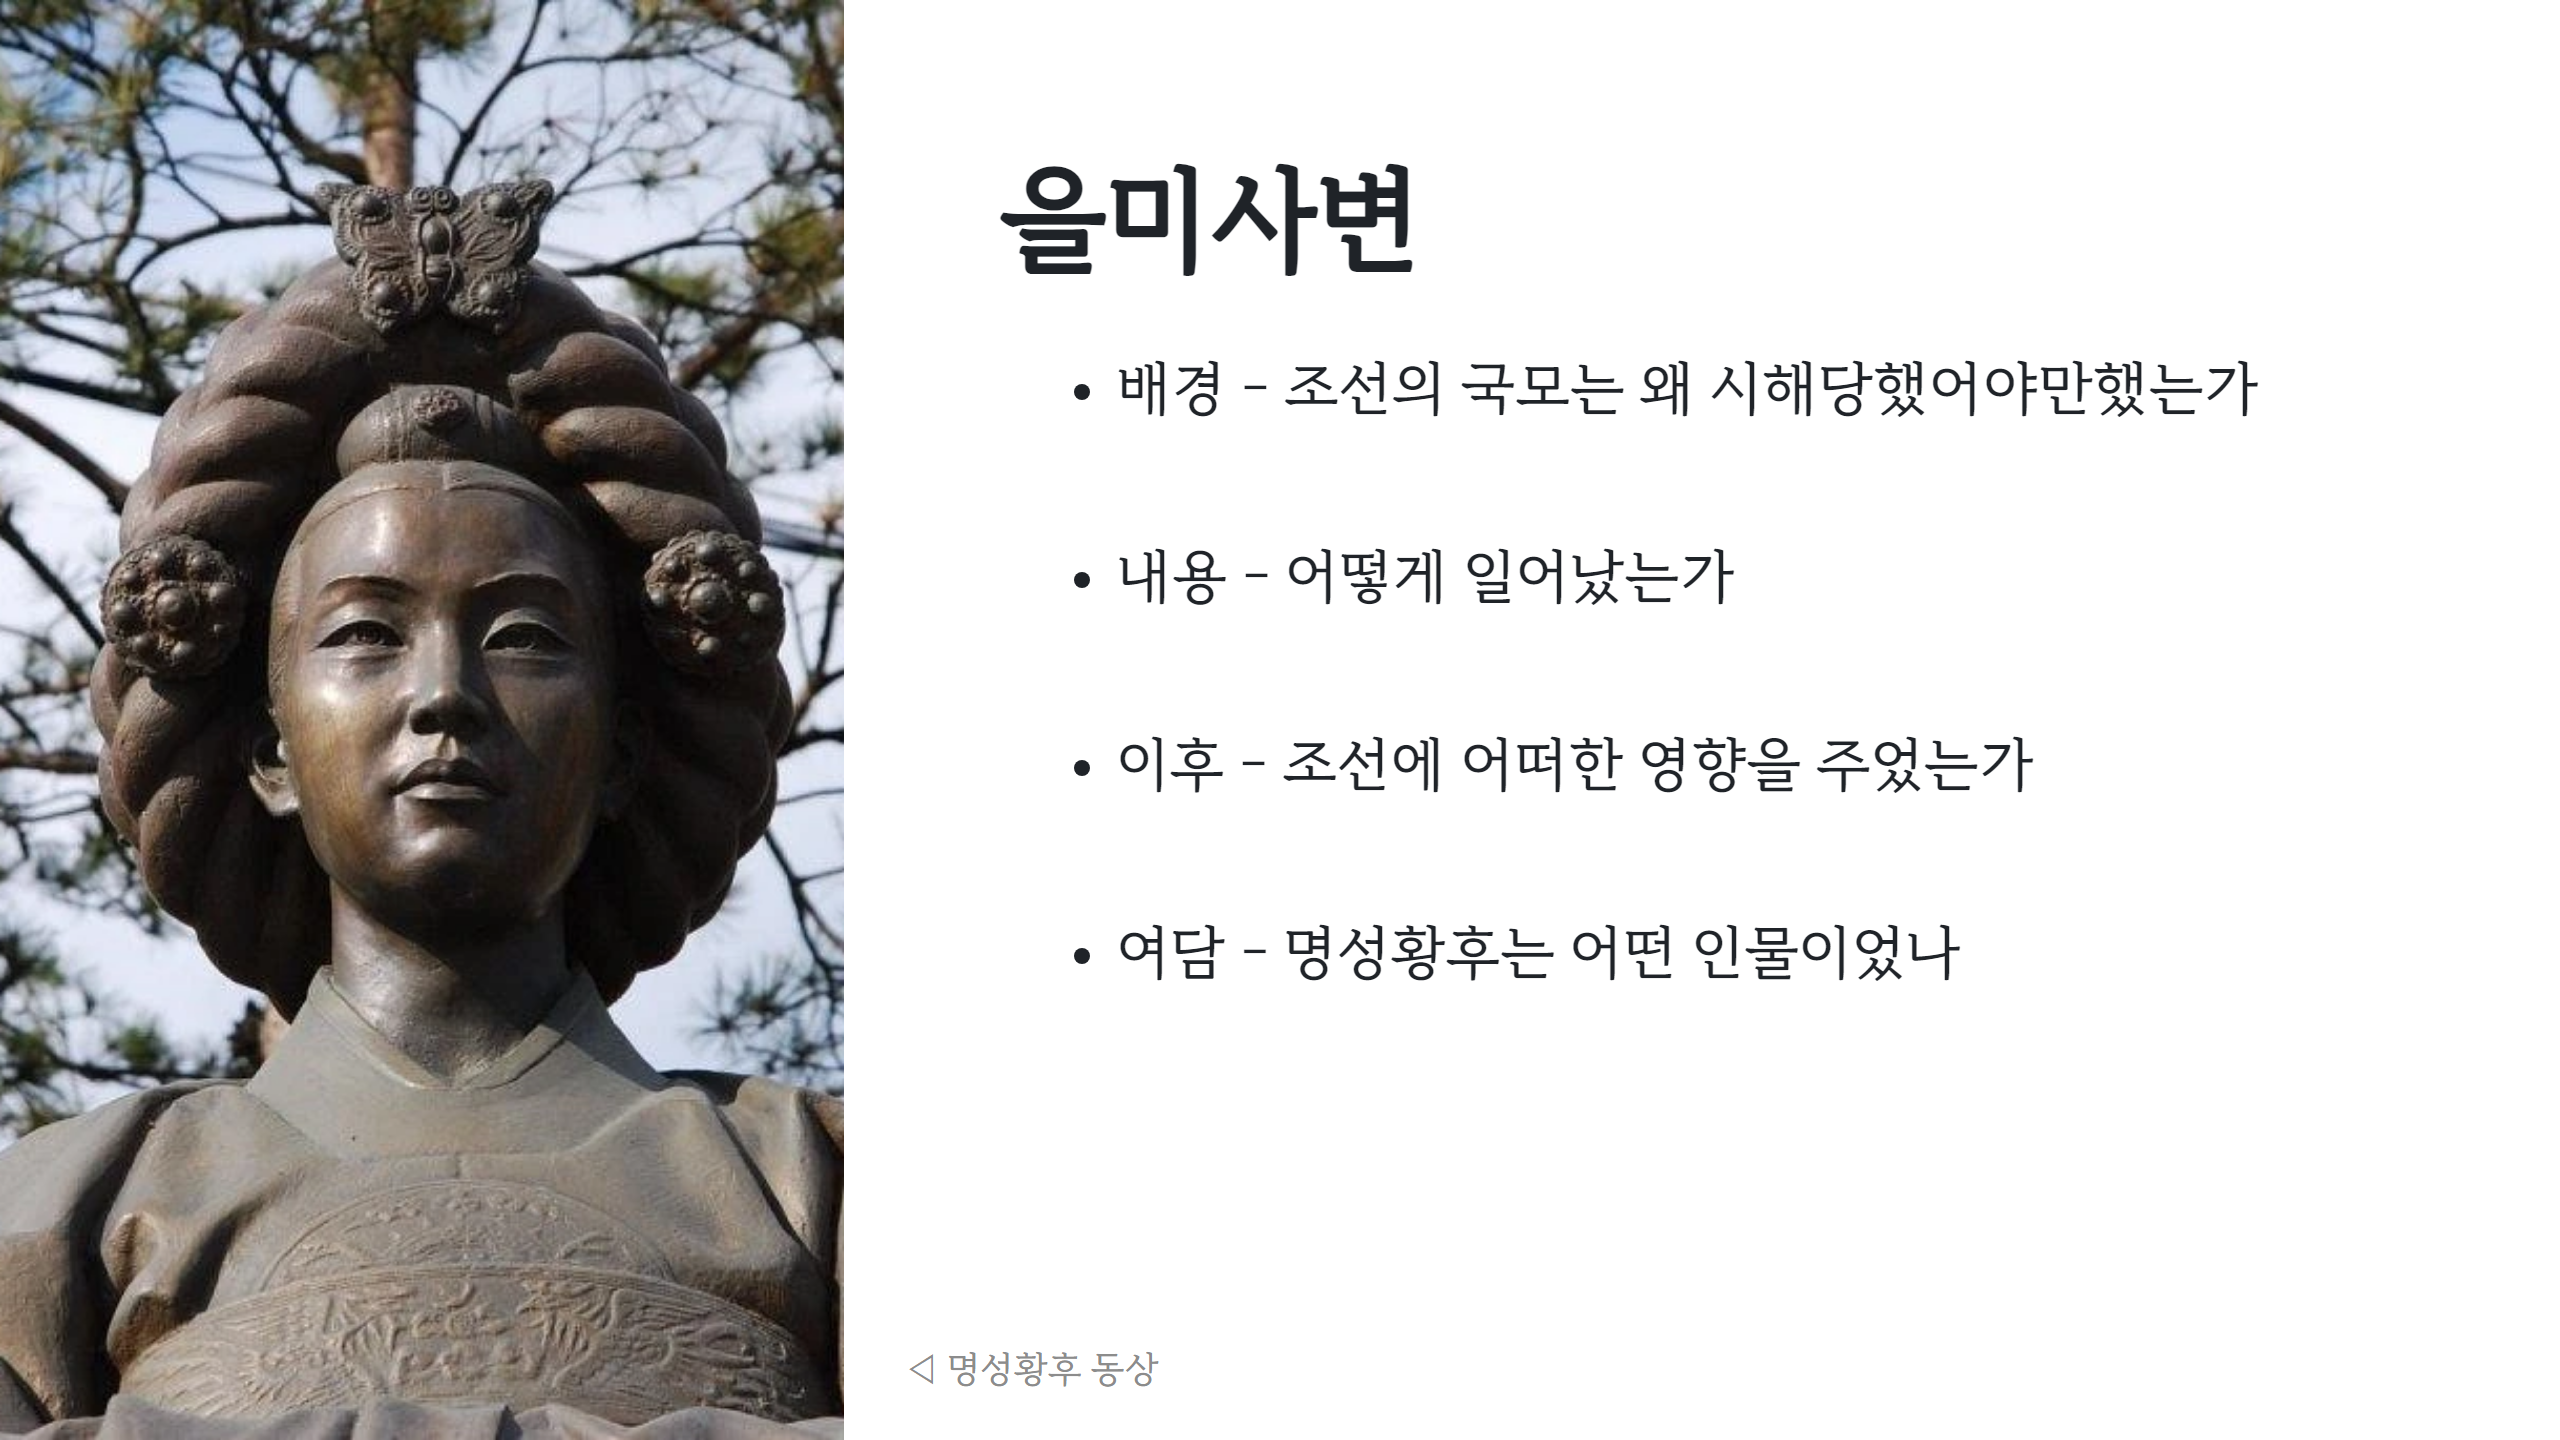 을미사변
• 배경 – 조선의 국모는 왜 시해당했어야만했는가
• 내용 – 어떻게 일어났는가
• 이후 – 조선에 어떠한 영향을 주었는가
• 여담 – 명성황후는 어떤 인물이었나
◁ 명성황후 동상